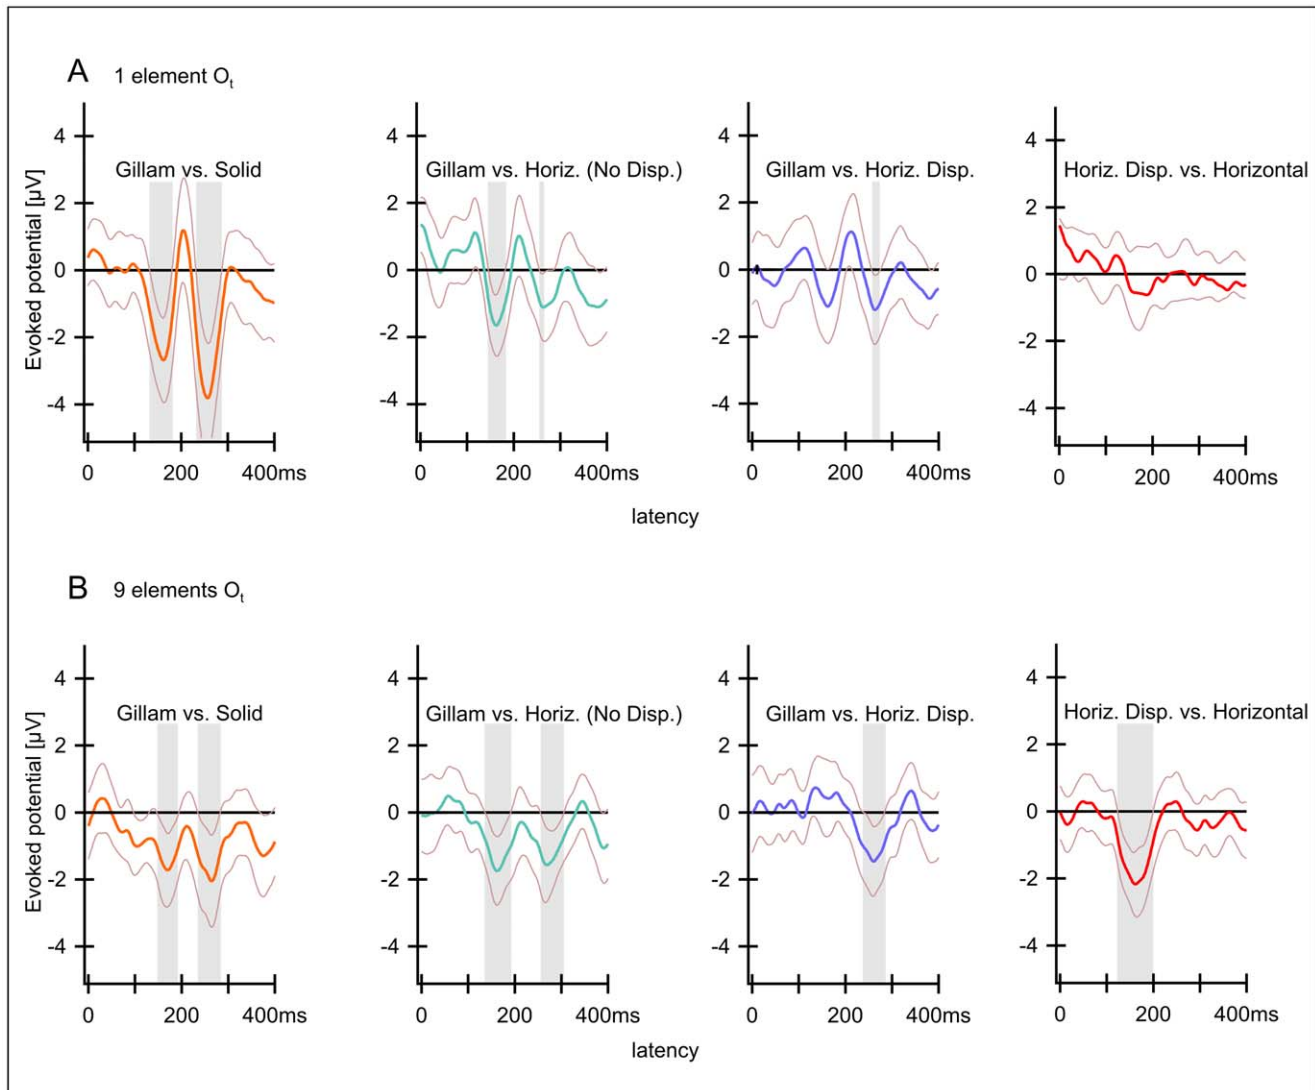 A 1 element Ot
Gillam vs. Solid
Gillam vs. Horiz. (No Disp.)
Gillam vs. Horiz. Disp.
Horiz. Disp. vs. Horizontal
Evoked potential [µV]
4
2
0
-2
-4
4
2
0
-2
-4
4
2
0
-2
-4
4
2
0
-2
-4
0 200 400ms
0 200 400ms
0 200 400ms
0 200 400ms
latency
B 9 elements Ot
Gillam vs. Solid
Gillam vs. Horiz. (No Disp.)
Gillam vs. Horiz. Disp.
Horiz. Disp. vs. Horizontal
Evoked potential [µV]
4
2
0
-2
-4
4
2
0
-2
-4
4
2
0
-2
-4
4
2
0
-2
-4
0 200 400ms
0 200 400ms
0 200 400ms
0 200 400ms
latency